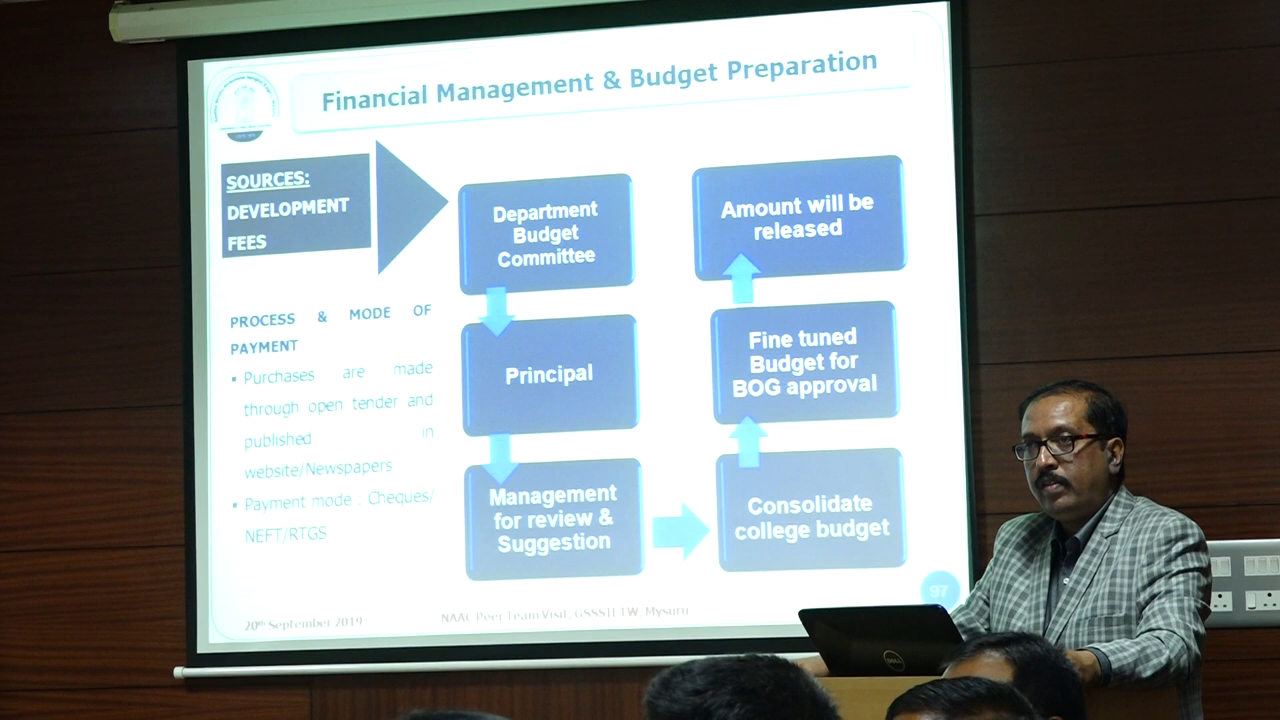 Financial Management & Budget Preparation
SOURCES:
DEVELOPMENT
FEES
PROCESS & MODE OF
PAYMENT
▪ Purchases are made
through open tender and
published in
website/Newspapers
▪ Payment mode : Cheques/
NEFT/RTGS
Department
Budget
Committee
Principal
Management
for review &
Suggestion
Consolidate
college budget
Fine tuned
Budget for
BOG approval
Amount will be
released
20th September 2019
NAAC Peer Team Visit, GSSSIETW, Mysuru
97
DELL